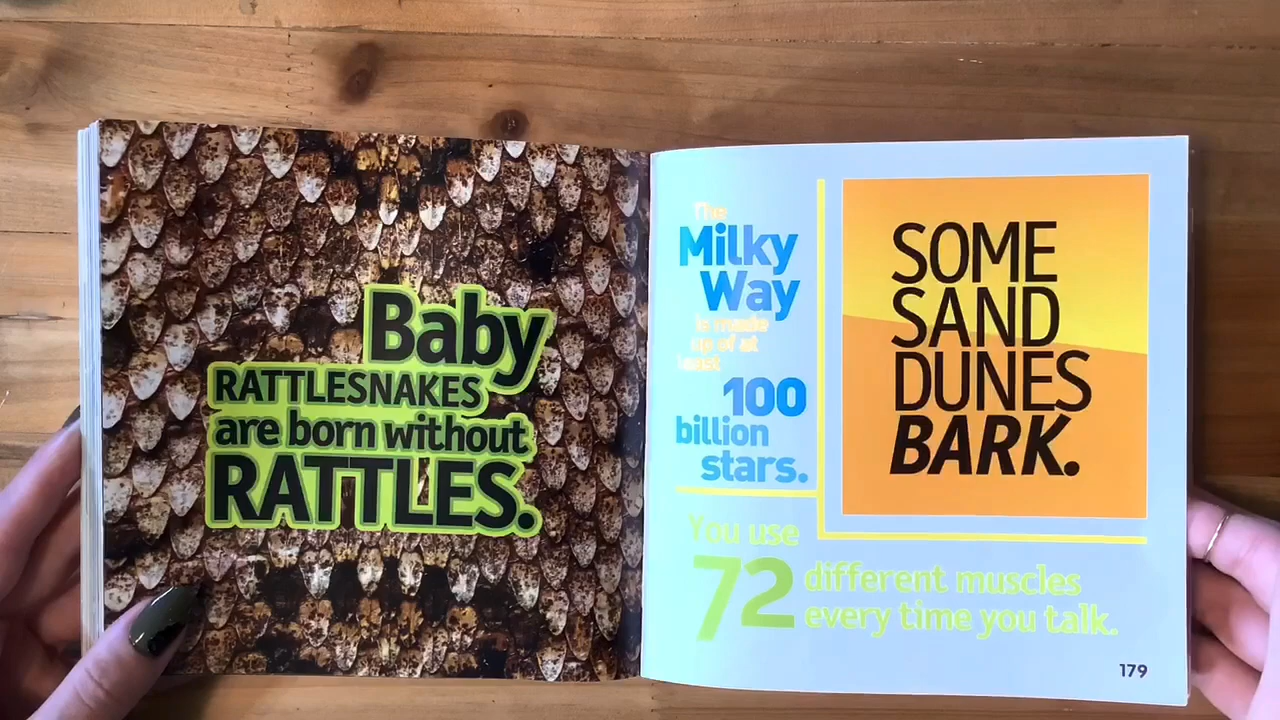 Baby
RATTLESNAKES
are born without
RATTLES.
The
Milky
Way
is made
up of at
least
100
billion
stars.
SOME
SAND
DUNES
BARK.
You use
72 different muscles
every time you talk.
179